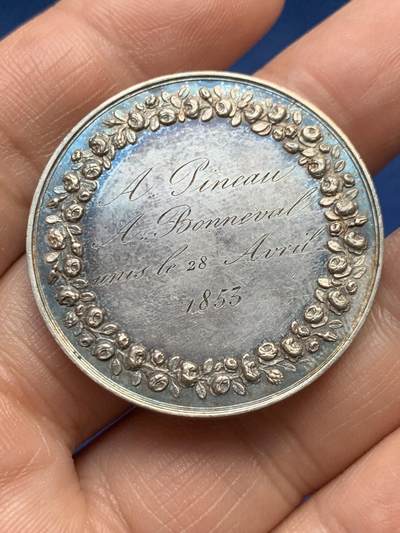 A. Pineau
A. Bonneval
unis le 28 Avril
1853